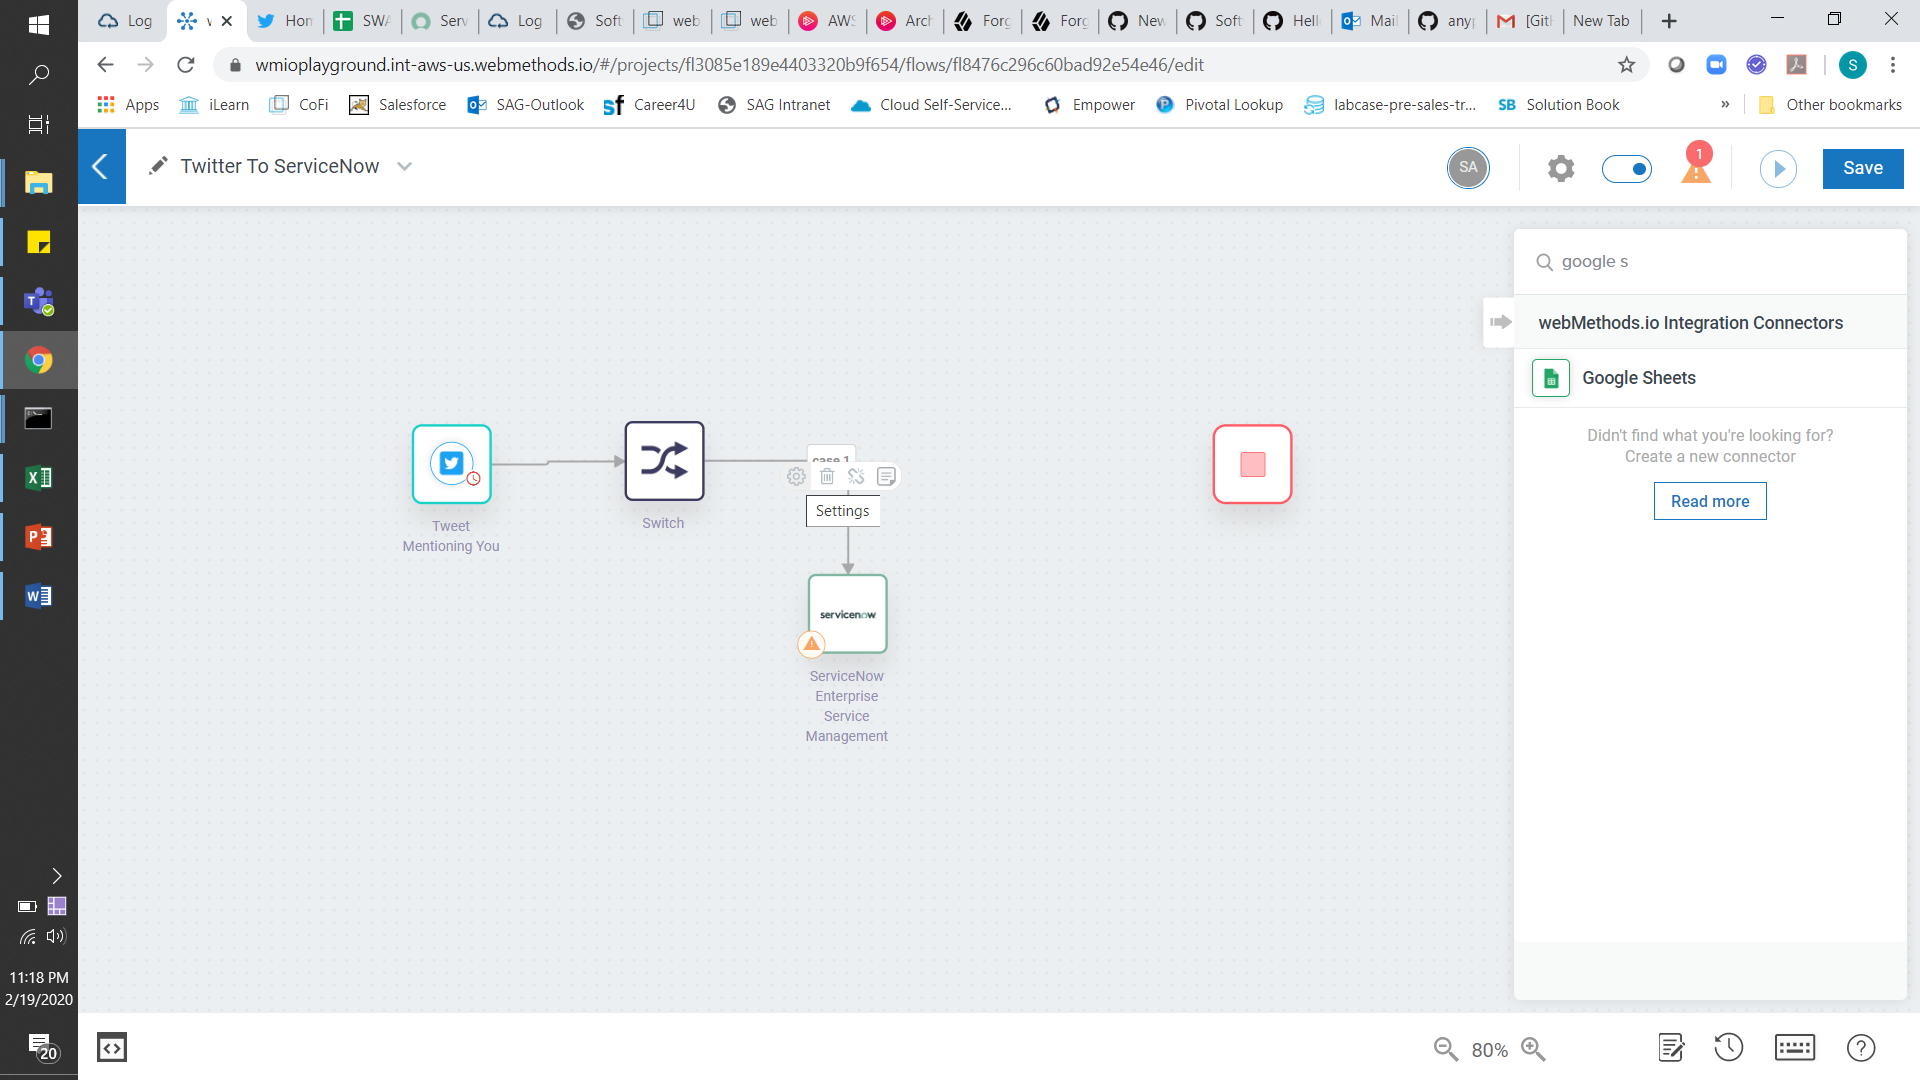 Log
w
Hom
SWA
Serv
Log
Soft
web
web
AWS
Arch
Forg
Forg
New
Soft
Hell
Mail
anyp
[Git
New Tab
wmioplayground.int-aws-us.webmethods.io/#/projects/fl3085e189e4403320b9f654/flows/fl8476c296c60bad92e54e46/edit
S
Apps
iLearn
CoFi
Salesforce
SAG-Outlook
Career4U
SAG Intranet
Cloud Self-Service...
Empower
Pivotal Lookup
labcase-pre-sales-tr...
SB Solution Book
»
Other bookmarks
Twitter To ServiceNow
SA
1
Save
google s
webMethods.io Integration Connectors
Google Sheets
Didn't find what you're looking for?
Create a new connector
Read more
case 1
Settings
Tweet
Mentioning You
Switch
servicenow
ServiceNow
Enterprise
Service
Management
11:18 PM
2/19/2020
20
80%